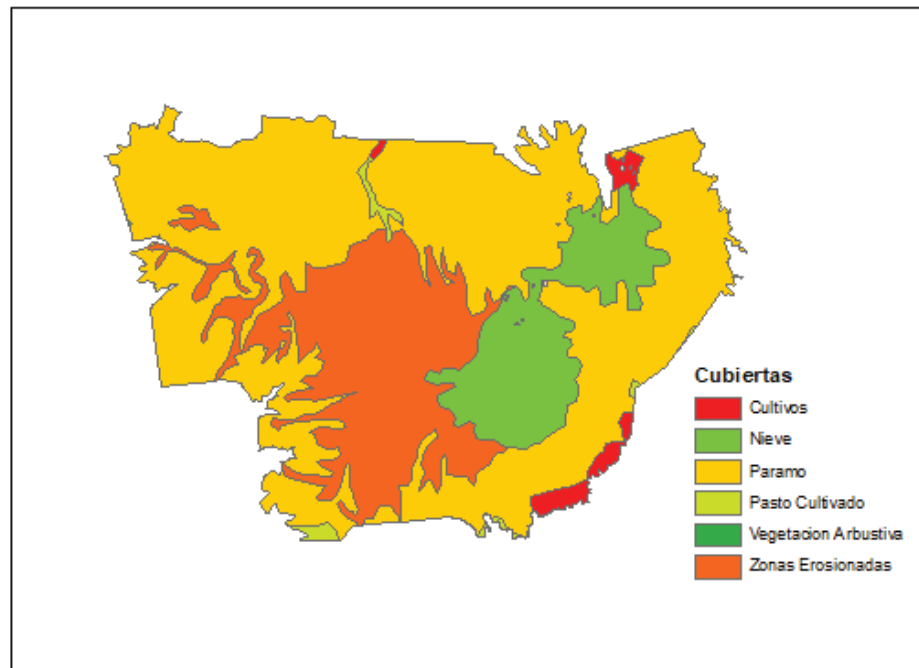 Cubiertas
Cultivos
Nieve
Paramo
Pasto Cultivado
Vegetacion Arbustiva
Zonas Erosionadas